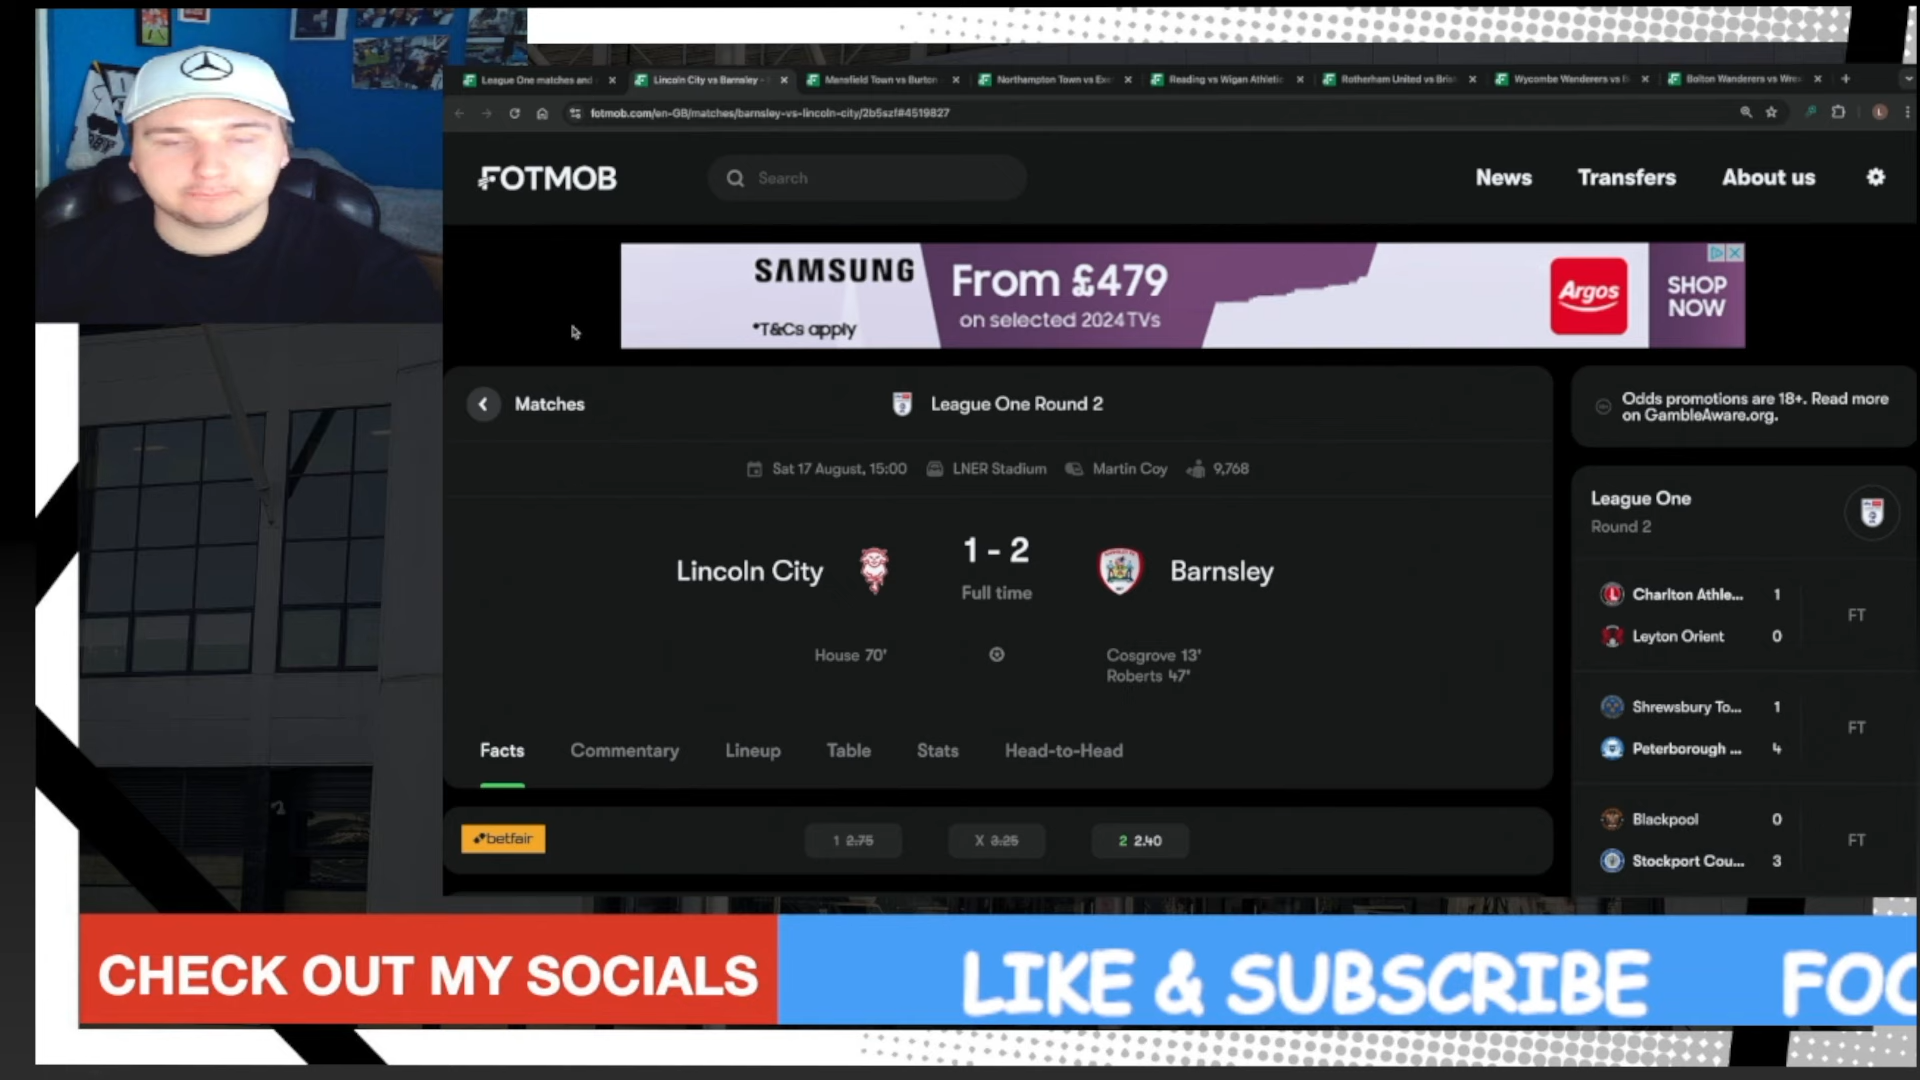 League One matches and
Lincoln City vs Barnsley -
Mansfield Town vs Burton
Northampton Town vs Exe
Reading vs Wigan Athletic
Rotherham United vs Bris
Wycombe Wanderers vs B
Bolton Wanderers vs Wrex
fotmob.com/en-GB/matches/barnsley-vs-lincoln-city/2b5szf#4519827
L
FOTMOB
Search
News
Transfers
About us
SAMSUNG
*T&Cs apply
From £479
on selected 2024 TVs
Argos
SHOP
NOW
Matches
League One Round 2
Sat 17 August, 15:00
LNER Stadium
Martin Coy
9,768
Lincoln City
1 - 2
Full time
Barnsley
House 70'
Cosgrove 13'
Roberts 47'
Facts
Commentary
Lineup
Table
Stats
Head-to-Head
betfair
1 2.75
X 3.25
2 2.40
Odds promotions are 18+. Read more
on GambleAware.org.
League One
Round 2
Charlton Athle... 1
Leyton Orient 0
FT
Shrewsbury To... 1
Peterborough ... 4
FT
Blackpool 0
Stockport Cou... 3
FT
CHECK OUT MY SOCIALS
LIKE & SUBSCRIBE
FOO